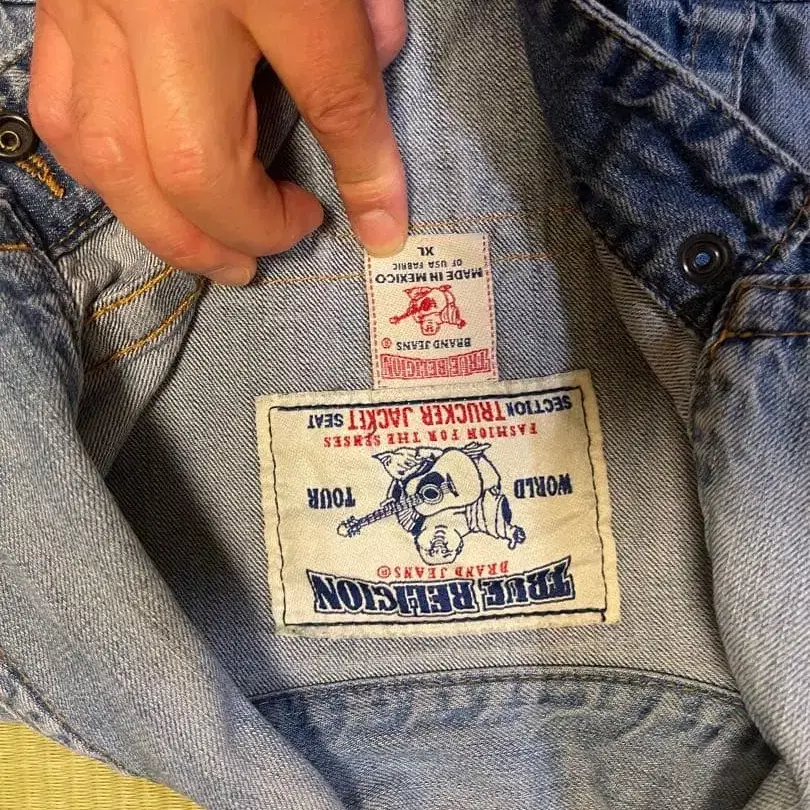 TRUE RELIGION
BRAND JEANS®
WORLD TOUR
FASHION FOR THE SENSES
SECTION TRUCKER JACKET SEAT
TRUE RELIGION
BRAND JEANS ®
MADE IN MEXICO
OF USA FABRIC
XL